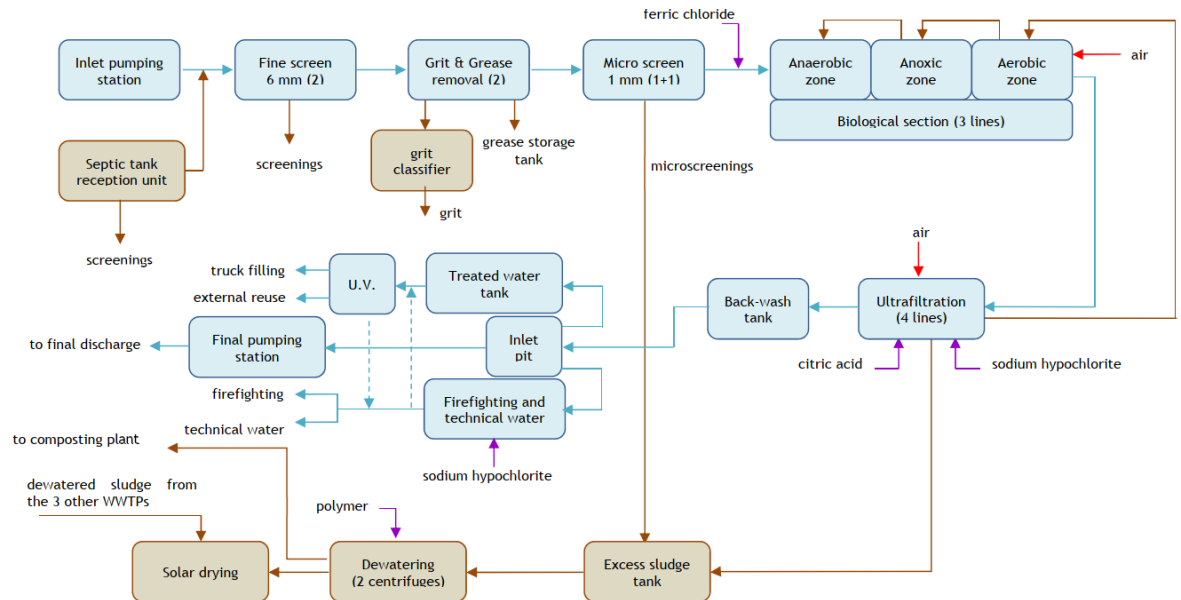 ferric chloride
Inlet pumping
station
Fine screen
6 mm (2)
Grit & Grease
removal (2)
Micro screen
1 mm (1+1)
Anaerobic
zone
Anoxic
zone
Aerobic
zone
air
Biological section (3 lines)
Septic tank
reception unit
screenings
grit
classifier
grease storage
tank
microscreenings
grit
screenings
air
truck filling
external reuse
U.V.
Treated water
tank
Back-wash
tank
Ultrafiltration
(4 lines)
to final discharge
Final pumping
station
Inlet
pit
citric acid
sodium hypochlorite
firefighting
technical water
Firefighting and
technical water
to composting plant
sodium hypochlorite
dewatered sludge from
the 3 other WWTPs
polymer
Solar drying
Dewatering
(2 centrifuges)
Excess sludge
tank